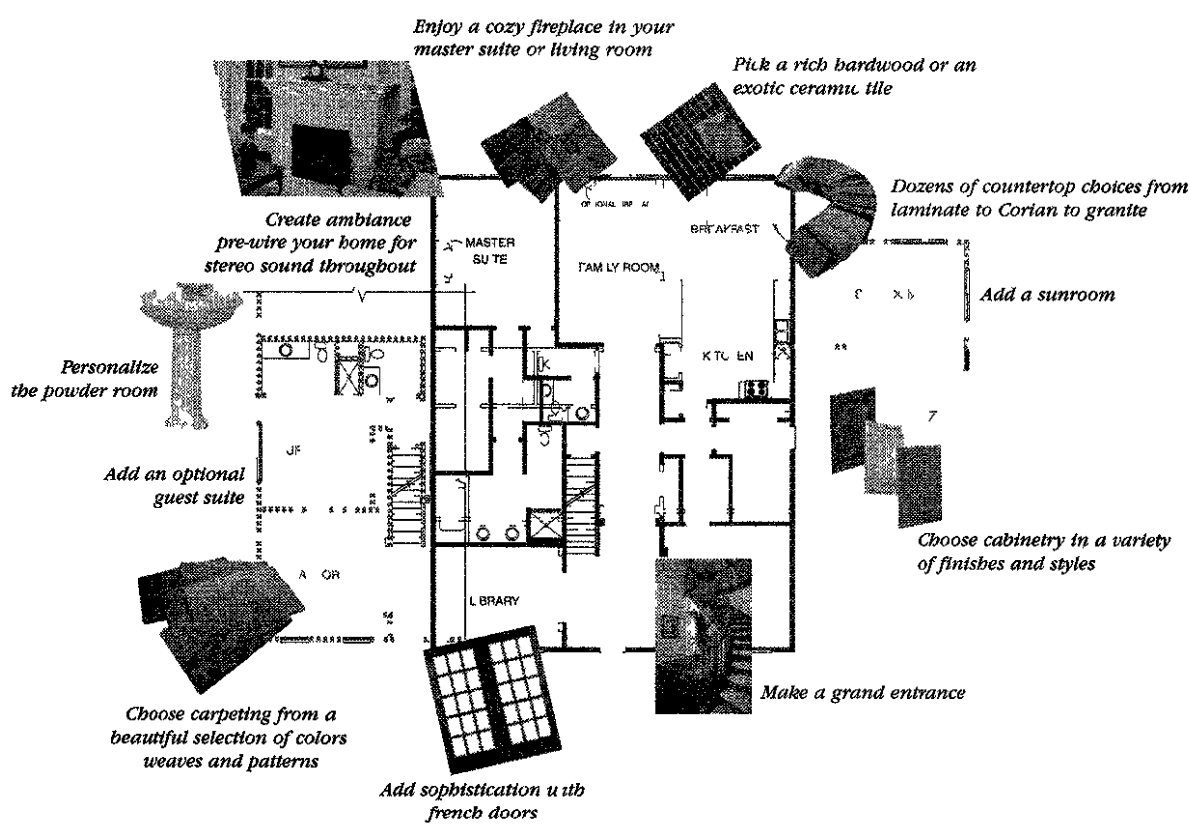 Enjoy a cozy fireplace in your
master suite or living room
Pick a rich hardwood or an
exotic ceramic tile
Dozens of countertop choices from
laminate to Corian to granite
Create ambiance
pre-wire your home for
stereo sound throughout
MASTER
SUITE
BREAKFAST
FAMILY ROOM
Add a sunroom
KITCHEN
Personalize
the powder room
Add an optional
guest suite
Choose cabinetry in a variety
of finishes and styles
LIBRARY
Make a grand entrance
Choose carpeting from a
beautiful selection of colors
weaves and patterns
Add sophistication with
french doors